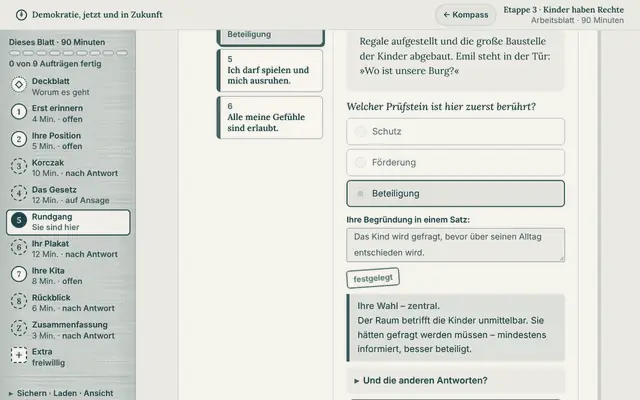 Demokratie, jetzt und in Zukunft
← Kompass
Etappe 3 · Kinder haben Rechte
Arbeitsblatt · 90 Minuten
Dieses Blatt · 90 Minuten
0 von 9 Aufträgen fertig
Deckblatt
Worum es geht
1
Erst erinnern
4 Min. · offen
2
Ihre Position
5 Min. · offen
3
Korczak
10 Min. · nach Antwort
4
Das Gesetz
12 Min. · auf Ansage
5
Rundgang
Sie sind hier
6
Ihr Plakat
12 Min. · nach Antwort
7
Ihre Kita
8 Min. · offen
8
Rückblick
6 Min. · nach Antwort
Z
Zusammenfassung
3 Min. · nach Antwort
+
Extra
freiwillig
▸ Sichern · Laden · Ansicht
Beteiligung
5
Ich darf spielen und
mich ausruhen.
6
Alle meine Gefühle
sind erlaubt.
Regale aufgestellt und die große Baustelle
der Kinder abgebaut. Emil steht in der Tür:
»Wo ist unsere Burg?«
Welcher Prüfstein ist hier zuerst berührt?
Schutz
Förderung
Beteiligung
Ihre Begründung in einem Satz:
Das Kind wird gefragt, bevor über seinen Alltag
entschieden wird.
festgelegt
Ihre Wahl – zentral.
Der Raum betrifft die Kinder unmittelbar. Sie
hätten gefragt werden müssen – mindestens
informiert, besser beteiligt.
▸ Und die anderen Antworten?